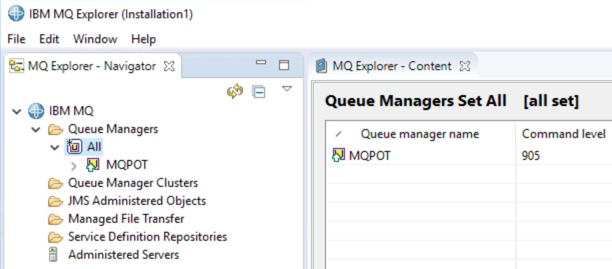 IBM MQ Explorer (Installation1)
File Edit Window Help
MQ Explorer - Navigator
IBM MQ
Queue Managers
All
MQPOT
Queue Manager Clusters
JMS Administered Objects
Managed File Transfer
Service Definition Repositories
Administered Servers
MQ Explorer - Content
Queue Managers Set All [all set]
Queue manager name Command level
MQPOT 905